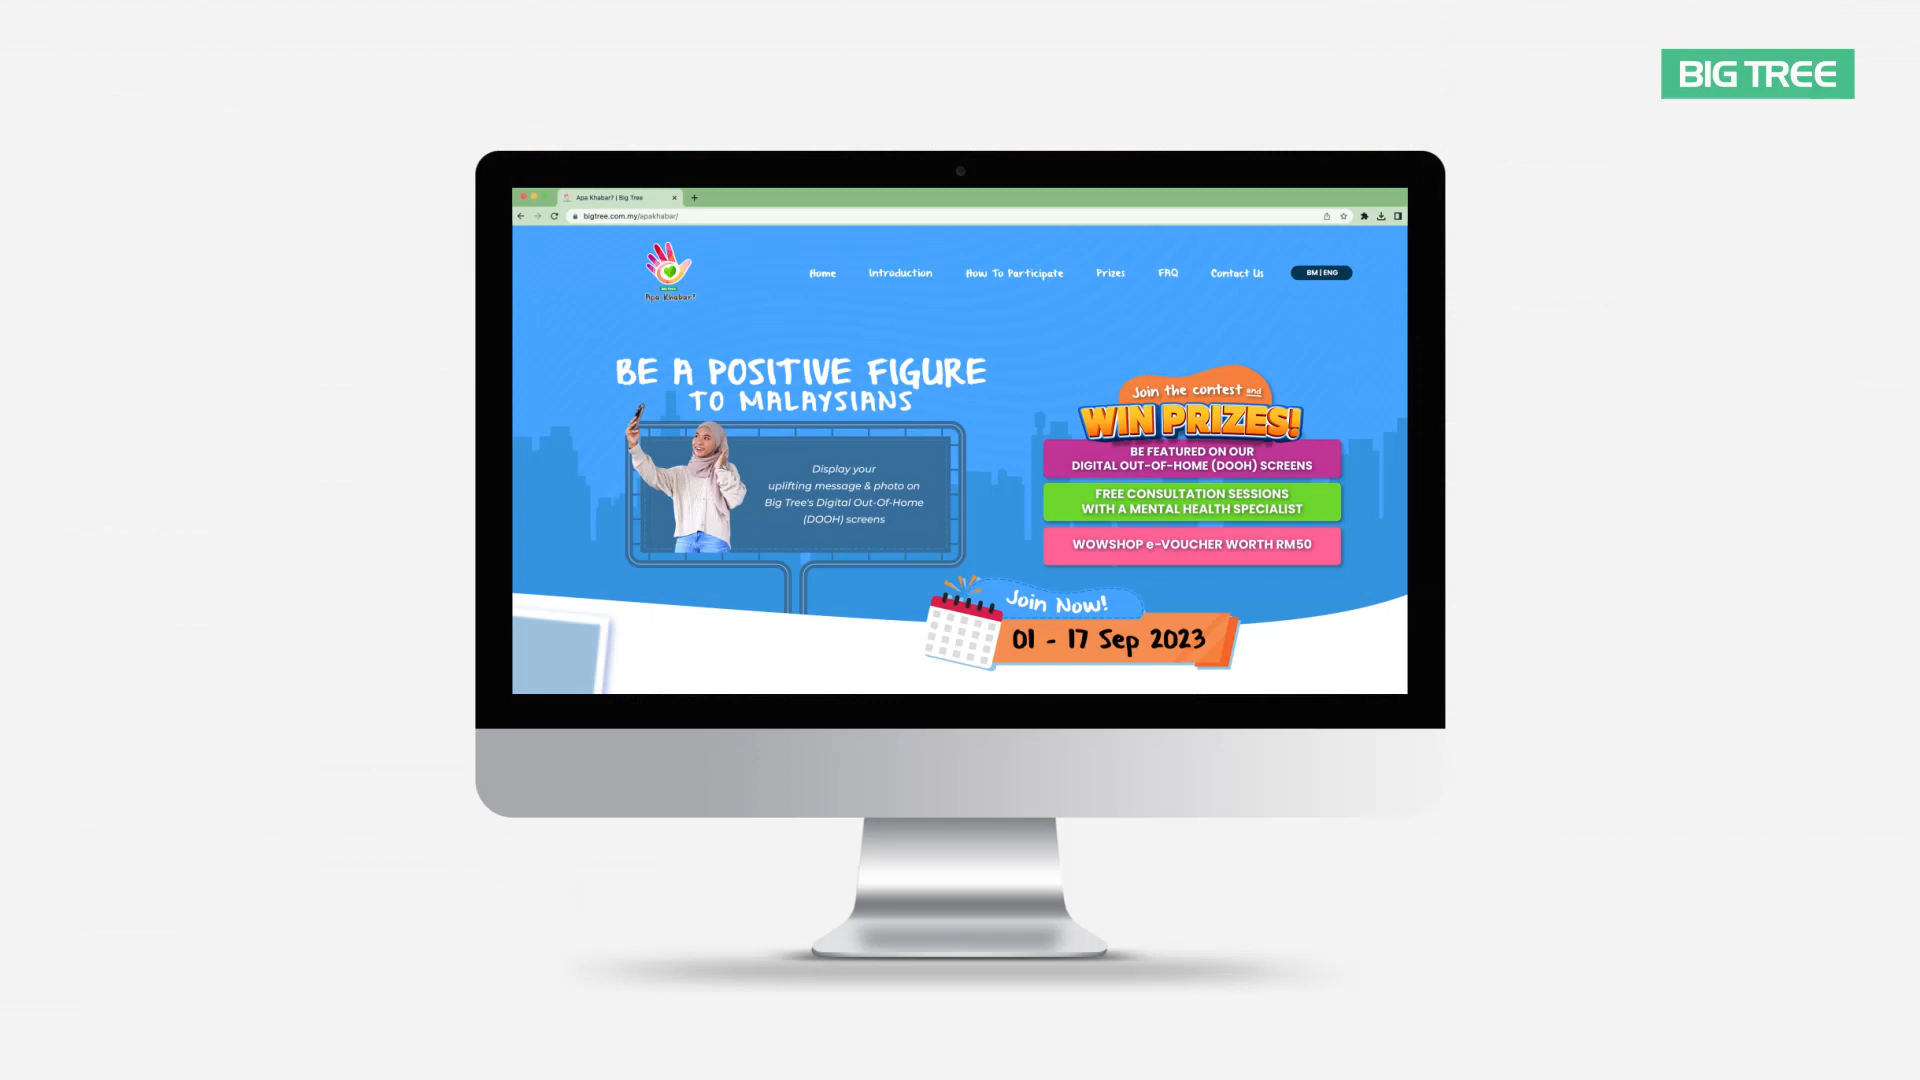 BIG TREE
Apa Khabar? | Big Tree
bigtree.com.my/apakhabar/
BIG TREE
Apa Khabar?
Home Introduction How To Participate Prizes FAQ Contact Us BM | ENG
BE A POSITIVE FIGURE
TO MALAYSIANS
Display your
uplifting message & photo on
Big Tree's Digital Out-Of-Home
(DOOH) screens
Join the contest and
WIN PRIZES!
BE FEATURED ON OUR
DIGITAL OUT-OF-HOME (DOOH) SCREENS
FREE CONSULTATION SESSIONS
WITH A MENTAL HEALTH SPECIALIST
WOWSHOP e-VOUCHER WORTH RM50
Join Now!
01 - 17 Sep 2023